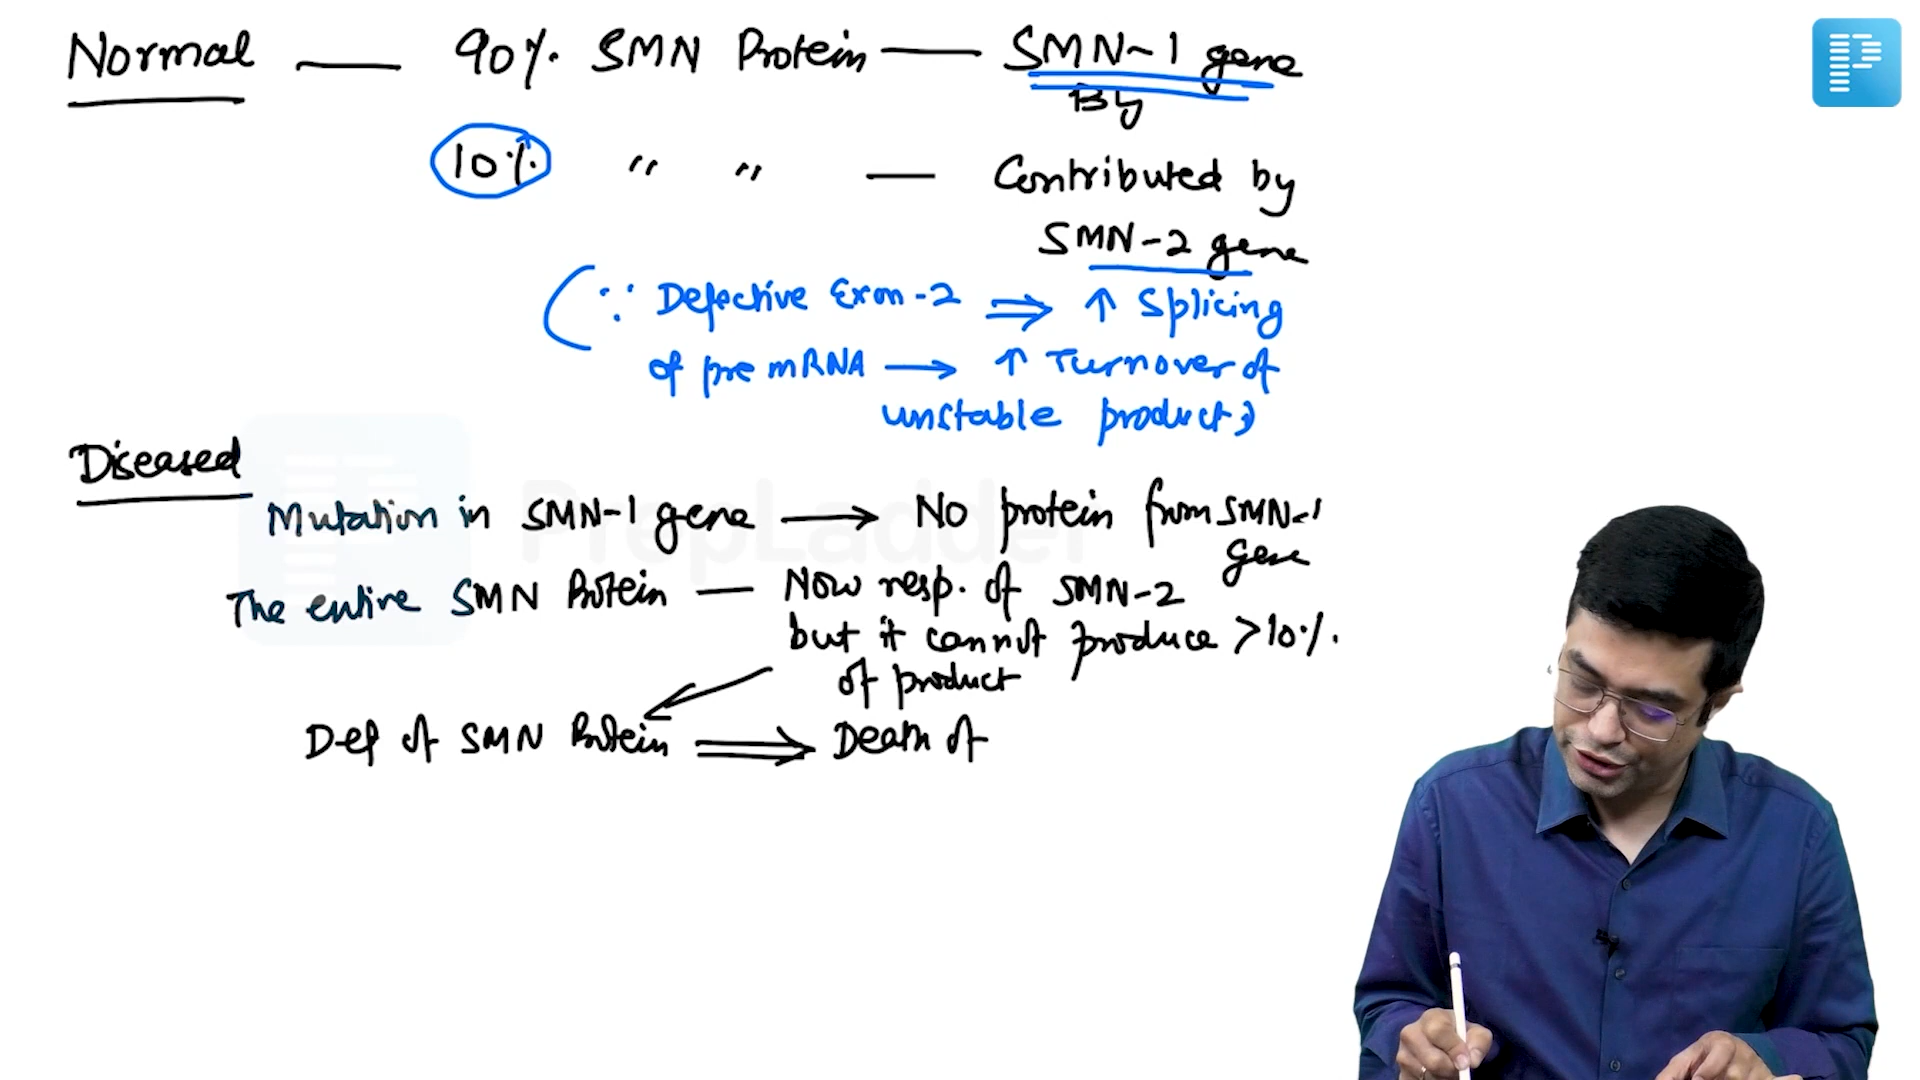 Normal — 90% SMN Protein — SMN-1 gene
By
10% " " — Contributed by
SMN-2 gene
(∵ Defective Exon-2 ⇒ ↑ Splicing
of pre mRNA → ↑ Turnover of
unstable product)
Diseased
Mutation in SMN-1 gene → No protein from SMN-1
gene
The entire SMN Protein — Now resp. of SMN-2
but it cannot produce >10%.
of product
Def of SMN Protein ⇒ Death of
PrepLadder